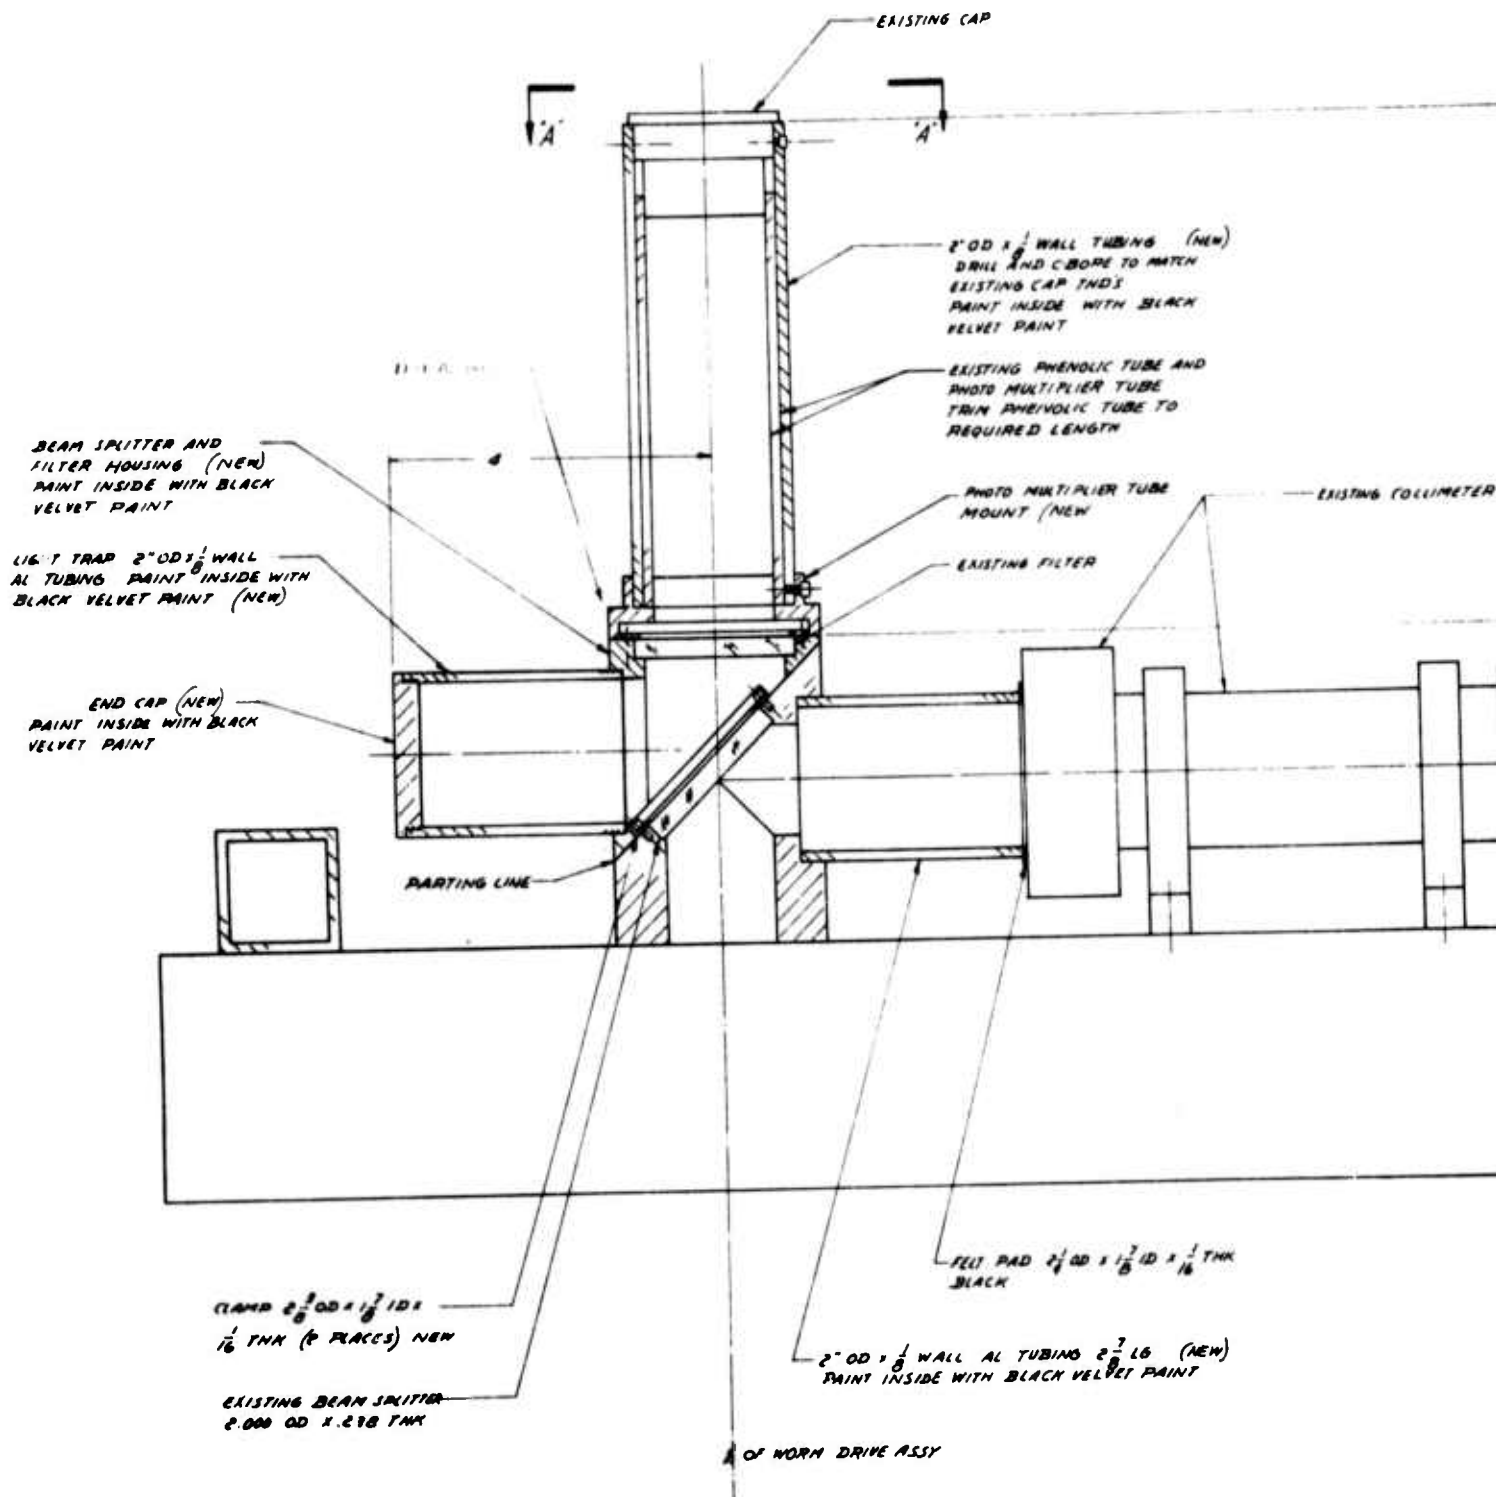 EXISTING CAP
"A"
"A"
2" OD x 1/8 WALL TUBING (NEW)
DRILL AND C'BORE TO MATCH
EXISTING CAP THD'S
PAINT INSIDE WITH BLACK
VELVET PAINT
EXISTING PHENOLIC TUBE AND
PHOTO MULTIPLIER TUBE
TRIM PHENOLIC TUBE TO
REQUIRED LENGTH
BEAM SPLITTER AND
FILTER HOUSING (NEW)
PAINT INSIDE WITH BLACK
VELVET PAINT
4
PHOTO MULTIPLIER TUBE
MOUNT (NEW
EXISTING COLLIMETER
LIGHT TRAP 2" OD x 1/8 WALL
AL TUBING PAINT INSIDE WITH
BLACK VELVET PAINT (NEW)
EXISTING FILTER
END CAP (NEW)
PAINT INSIDE WITH BLACK
VELVET PAINT
PARTING LINE
FELT PAD 2 1/4 OD x 1 7/8 ID x 1/16 THK
BLACK
CLAMP 2 3/8 OD x 1 7/8 ID x
1/16 THK (2 PLACES) NEW
2" OD x 1/8 WALL AL TUBING 2 7/8 LG (NEW)
PAINT INSIDE WITH BLACK VELVET PAINT
EXISTING BEAM SPLITTER
2.000 OD X THK
OF WORM DRIVE ASSY